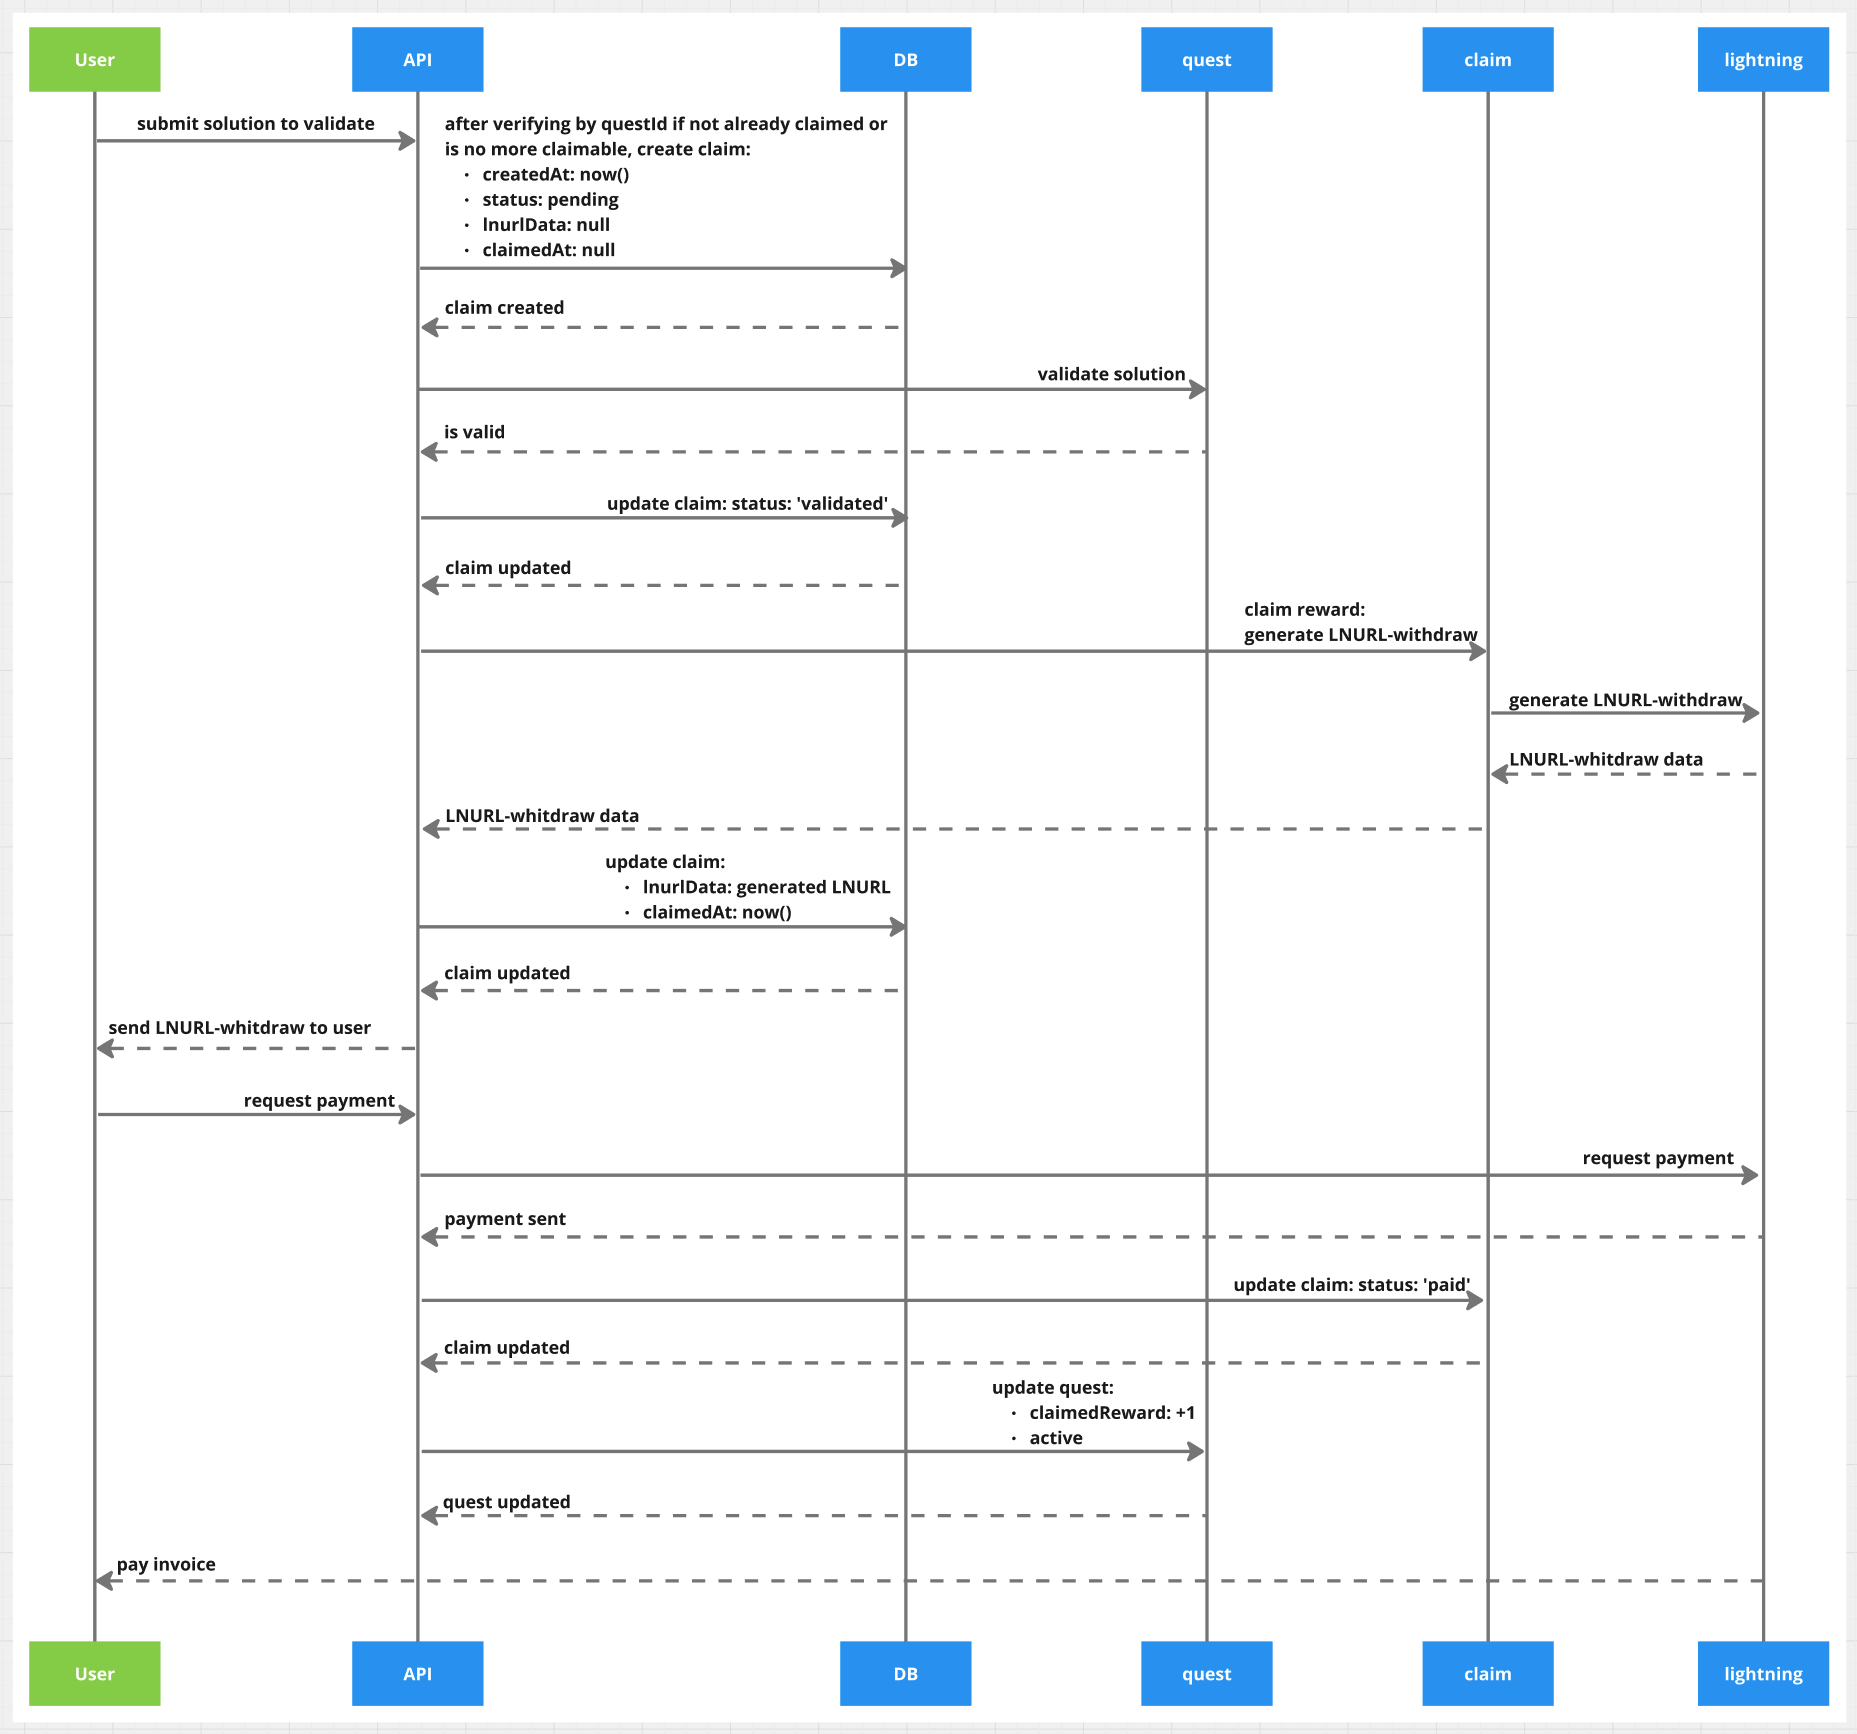 User
API
DB
quest
claim
lightning
submit solution to validate
after verifying by questId if not already claimed or
is no more claimable, create claim:
· createdAt: now()
· status: pending
· lnurlData: null
· claimedAt: null
claim created
validate solution
is valid
update claim: status: 'validated'
claim updated
claim reward:
generate LNURL-withdraw
generate LNURL-withdraw
LNURL-whitdraw data
LNURL-whitdraw data
update claim:
· lnurlData: generated LNURL
· claimedAt: now()
claim updated
send LNURL-whitdraw to user
request payment
request payment
payment sent
update claim: status: 'paid'
claim updated
update quest:
· claimedReward: +1
· active
quest updated
pay invoice
User
API
DB
quest
claim
lightning